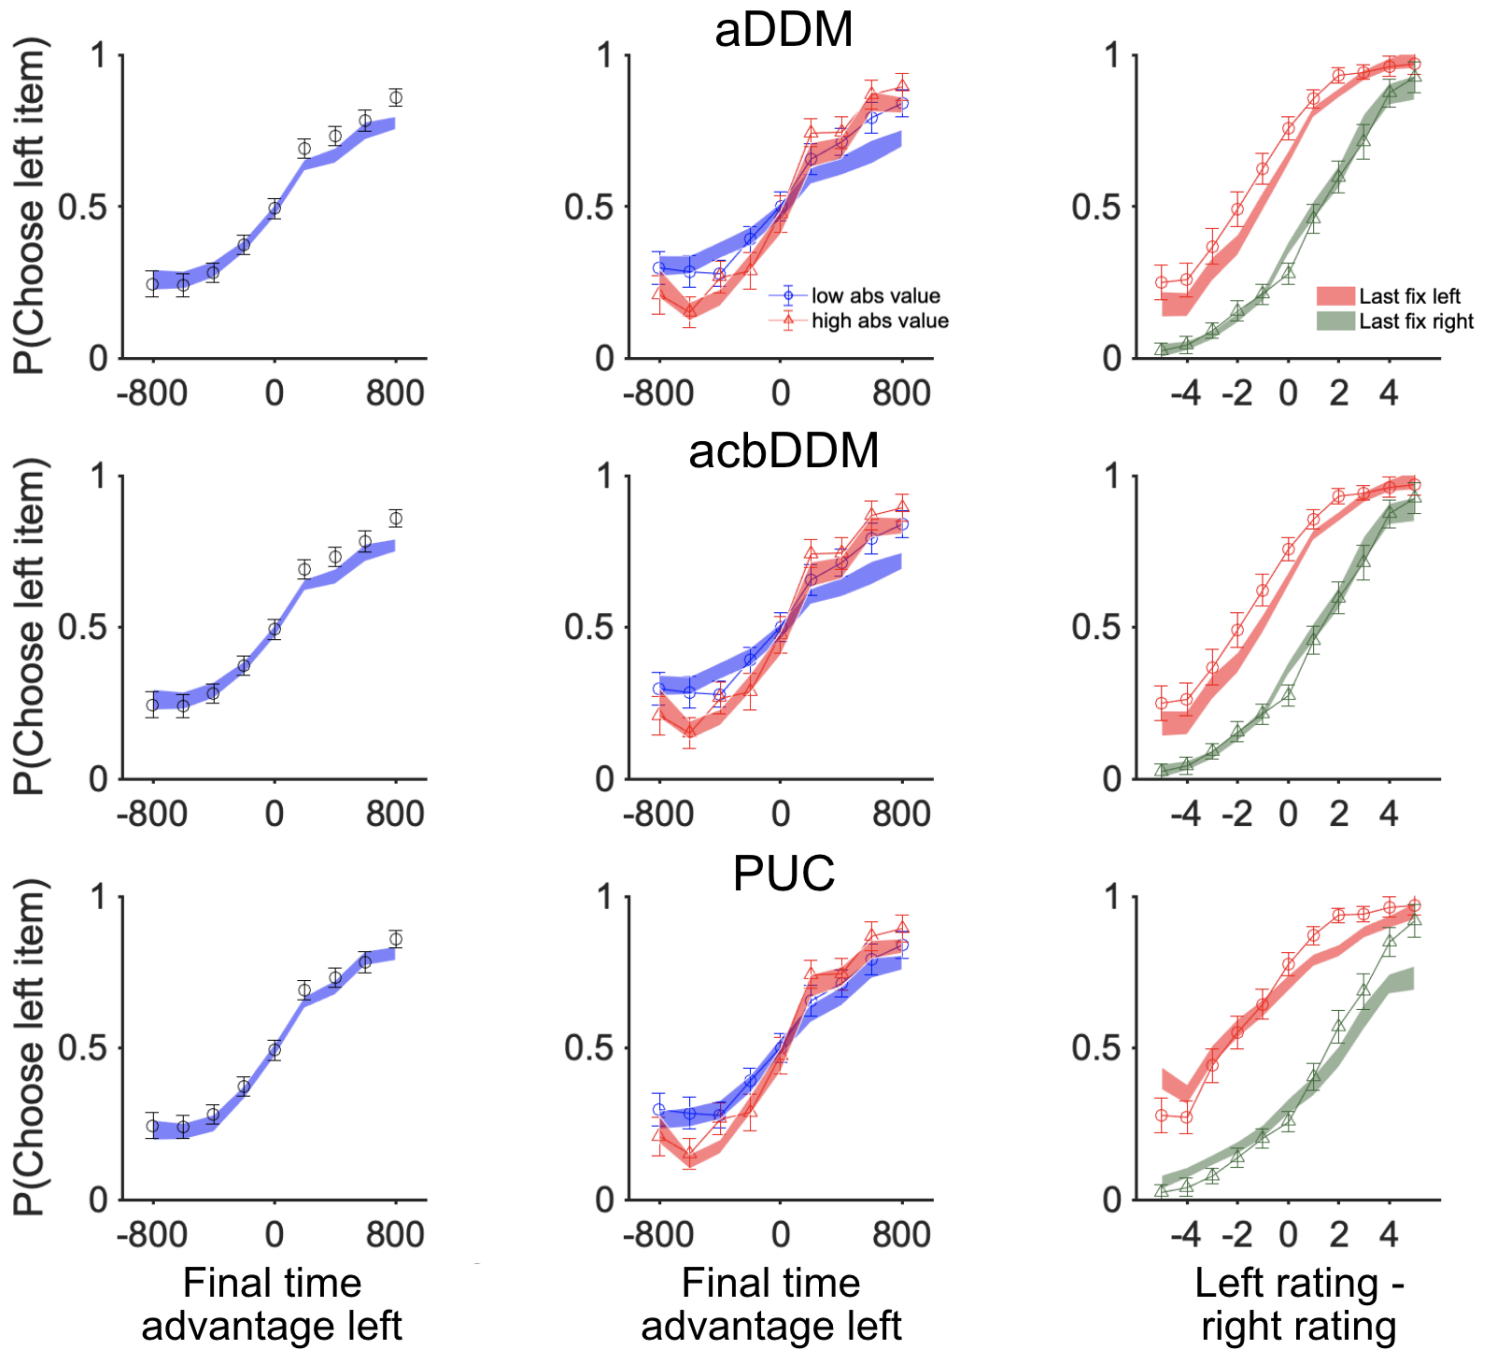 aDDM
P(Choose left item)
1
0.5
0
-800 0 800
1
0.5
0
-800 0 800
low abs value
high abs value
1
0.5
0
-4 -2 0 2 4
Last fix left
Last fix right
acbDDM
P(Choose left item)
1
0.5
0
-800 0 800
1
0.5
0
-800 0 800
1
0.5
0
-4 -2 0 2 4
PUC
P(Choose left item)
1
0.5
0
-800 0 800
1
0.5
0
-800 0 800
1
0.5
0
-4 -2 0 2 4
Final time
advantage left
Final time
advantage left
Left rating -
right rating